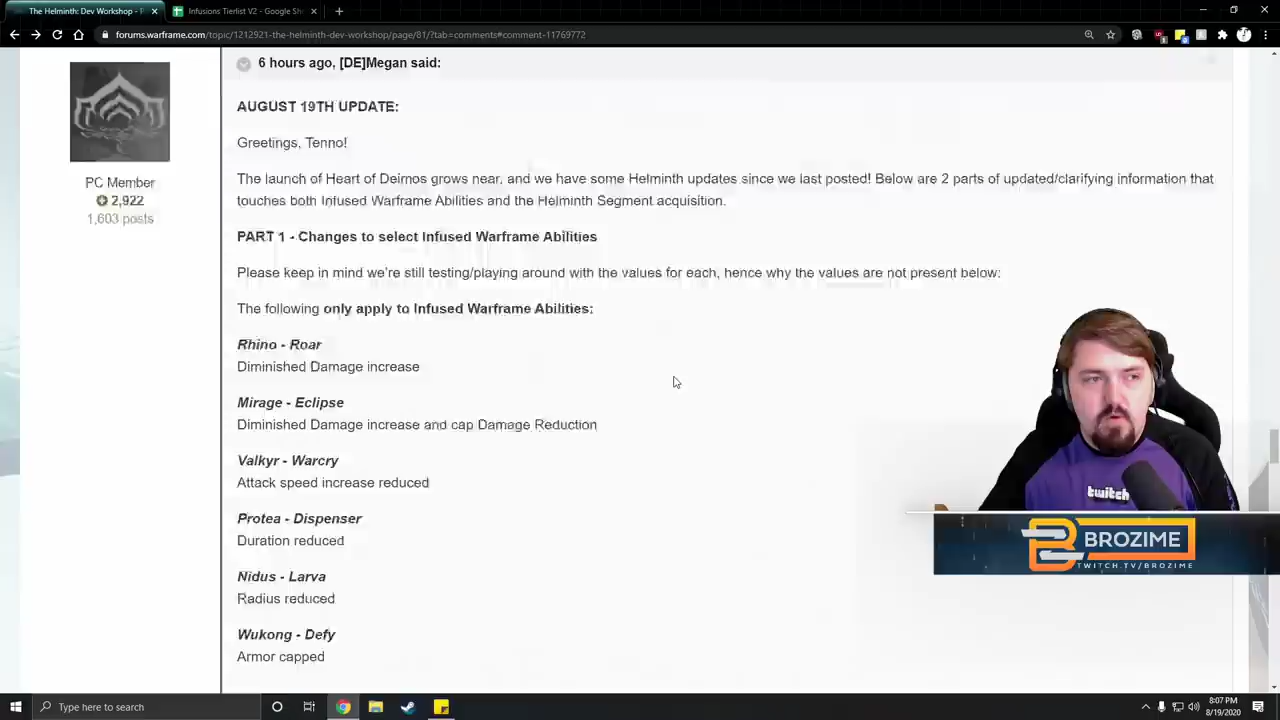 The Helminth: Dev Workshop - P
Infusions Tierlist V2 - Google She
forums.warframe.com/topic/1212921-the-helminth-dev-workshop/page/81/?tab=comments#comment-11769772
6 hours ago, [DE]Megan said:
AUGUST 19TH UPDATE:
Greetings, Tenno!
The launch of Heart of Deimos grows near, and we have some Helminth updates since we last posted! Below are 2 parts of updated/clarifying information that
touches both Infused Warframe Abilities and the Helminth Segment acquisition.
PC Member
2,922
1,603 posts
PART 1 - Changes to select Infused Warframe Abilities
Please keep in mind we're still testing/playing around with the values for each, hence why the values are not present below:
The following only apply to Infused Warframe Abilities:
Rhino - Roar
Diminished Damage increase
Mirage - Eclipse
Diminished Damage increase and cap Damage Reduction
Valkyr - Warcry
Attack speed increase reduced
Protea - Dispenser
Duration reduced
Nidus - Larva
Radius reduced
Wukong - Defy
Armor capped
twitch
BROZIME
TWITCH.TV/BROZIME
Type here to search
8:07 PM
8/19/2020